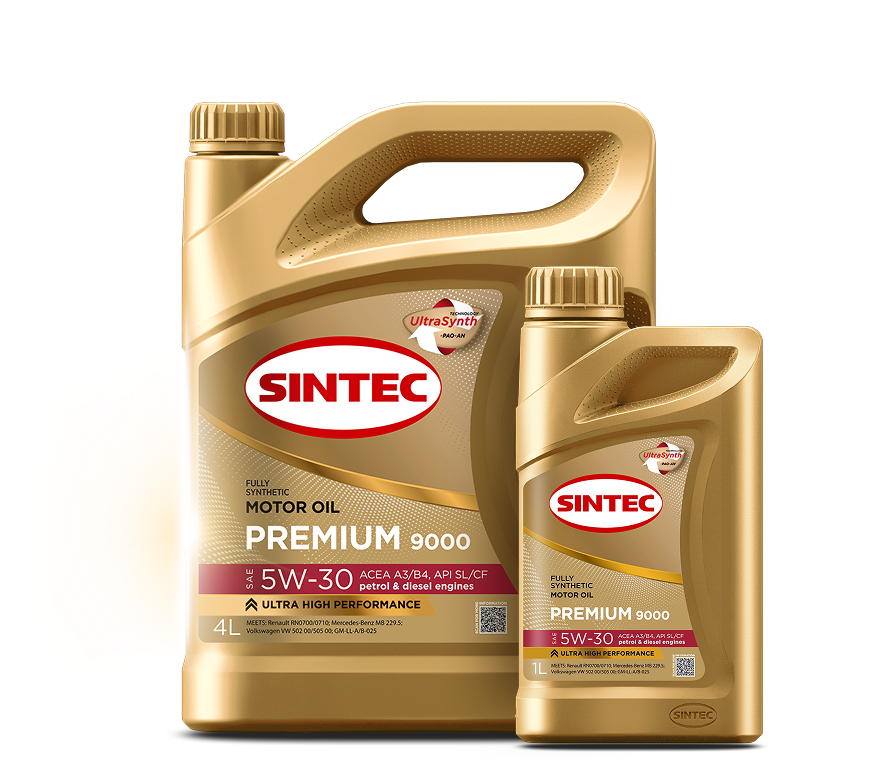 TECHNOLOGY
UltraSynth
-PAO-AN
SINTEC
FULLY
SYNTHETIC
MOTOR OIL
PREMIUM 9000
SAE 5W-30 ACEA A3/B4, API SL/CF
petrol & diesel engines
ULTRA HIGH PERFORMANCE
4L MEETS: Renault RN0700/0710; Mercedes-Benz MB 229.5;
Volkswagen VW 502 00/505 00; GM-LL-A/B-025
UltraSynth
PAO-AN
SINTEC
FULLY
SYNTHETIC
MOTOR OIL
PREMIUM 9000
SAE 5W-30 ACEA A3/B4, API SL/CF
petrol & diesel engines
ULTRA HIGH PERFORMANCE
1L MEETS: Renault RN0700/0710; Mercedes-Benz MB 229.5;
Volkswagen VW 502 00/505 00; GM-LL-A/B-025
SINTEC